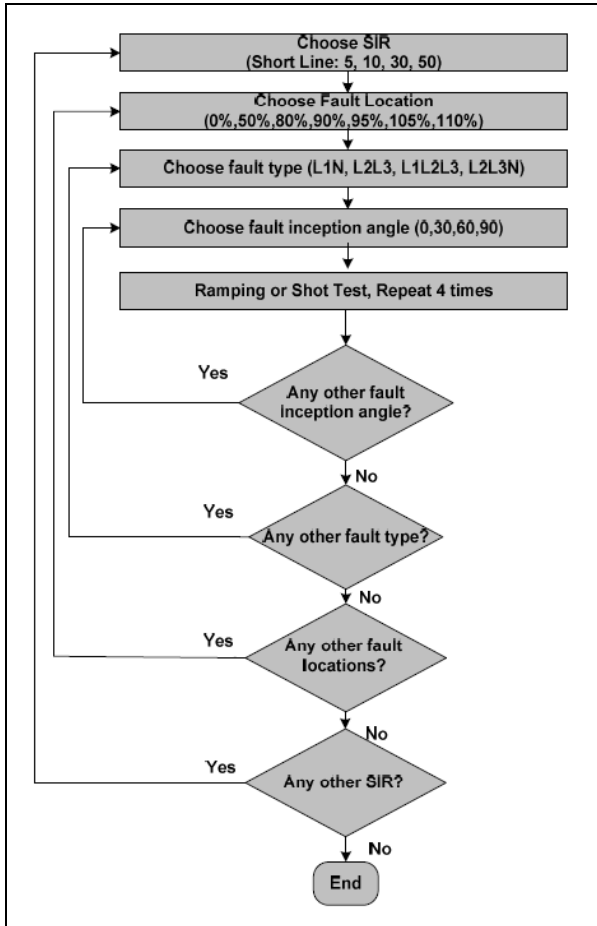 Choose SIR
(Short Line: 5, 10, 30, 50)
Choose Fault Location
(0%,50%,80%,90%,95%,105%,110%)
Choose fault type (L1N, L2L3, L1L2L3, L2L3N)
Choose fault inception angle (0,30,60,90)
Ramping or Shot Test, Repeat 4 times
Yes
Any other fault
inception angle?
No
Yes
Any other fault type?
No
Yes
Any other fault
locations?
No
Yes
Any other SIR?
No
End